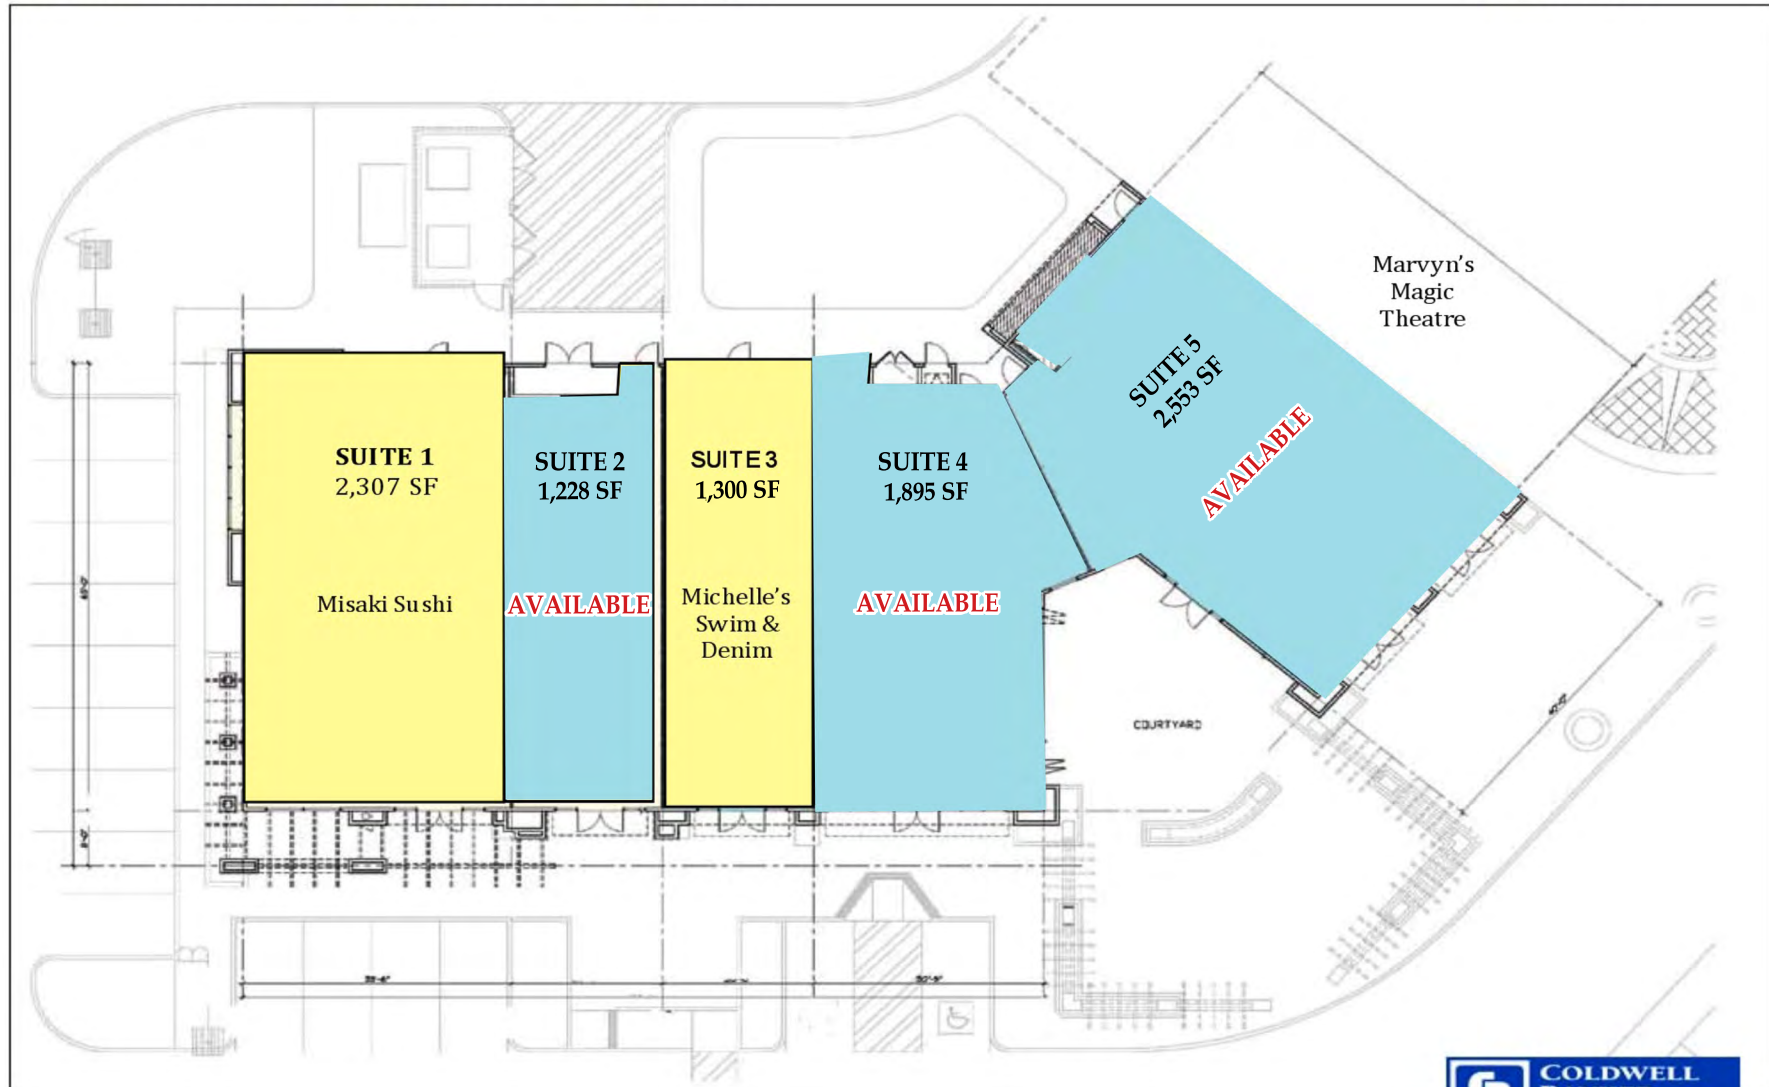 Marvyn's
Magic
Theatre
SUITE 5
2,553 SF
AVAILABLE
SUITE 1
2,307 SF
Misaki Sushi
SUITE 2
1,228 SF
AVAILABLE
SUITE 3
1,300 SF
Michelle's
Swim &
Denim
SUITE 4
1,895 SF
AVAILABLE
COURTYARD
COLDWELL